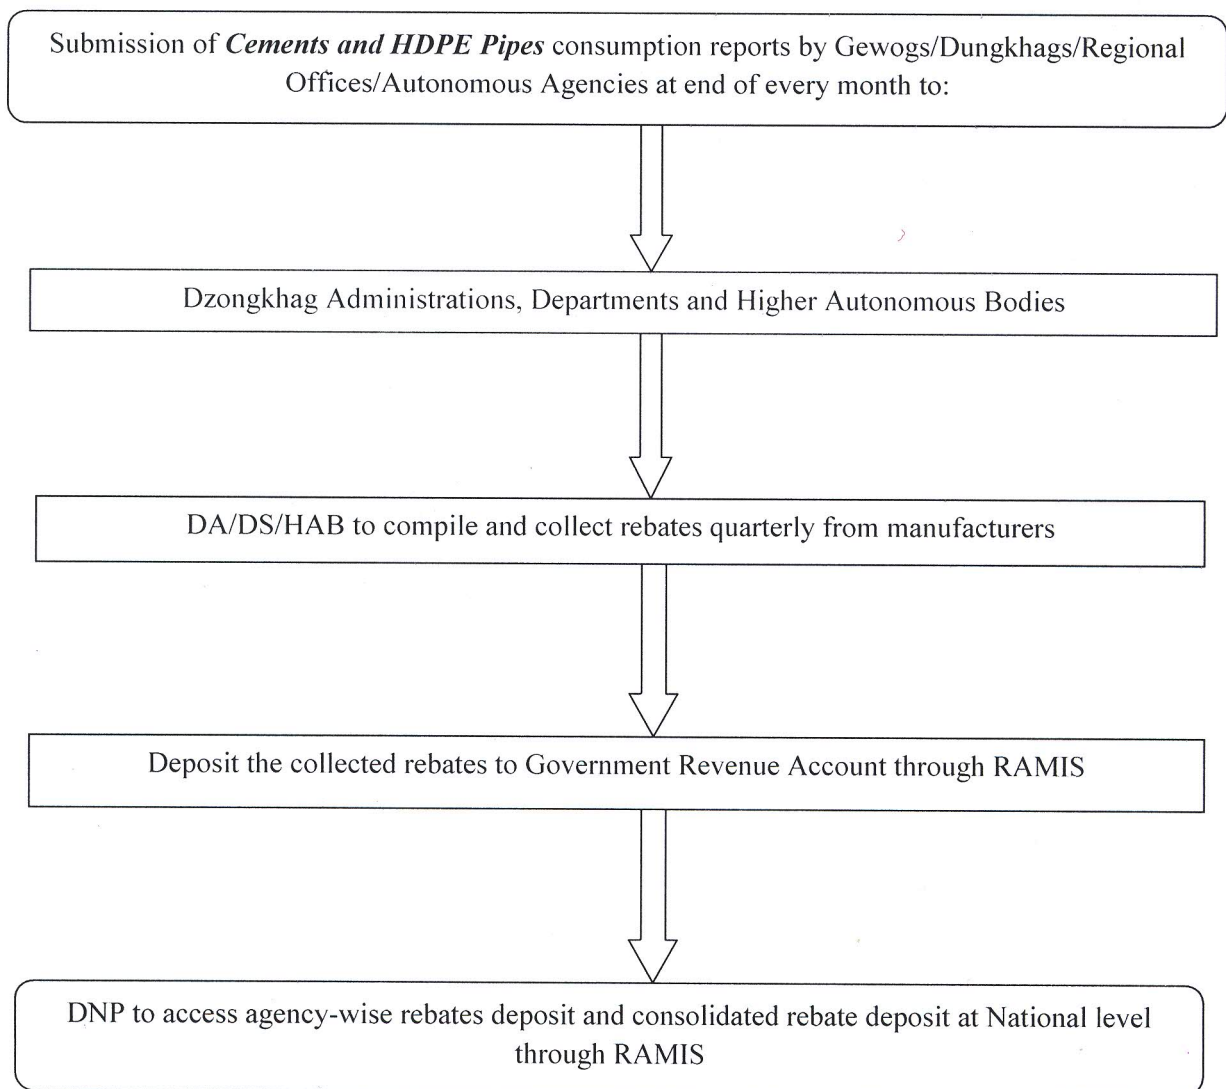 Submission of Cements and HDPE Pipes consumption reports by Gewogs/Dungkhags/Regional
Offices/Autonomous Agencies at end of every month to:
Dzongkhag Administrations, Departments and Higher Autonomous Bodies
DA/DS/HAB to compile and collect rebates quarterly from manufacturers
Deposit the collected rebates to Government Revenue Account through RAMIS
DNP to access agency-wise rebates deposit and consolidated rebate deposit at National level
through RAMIS